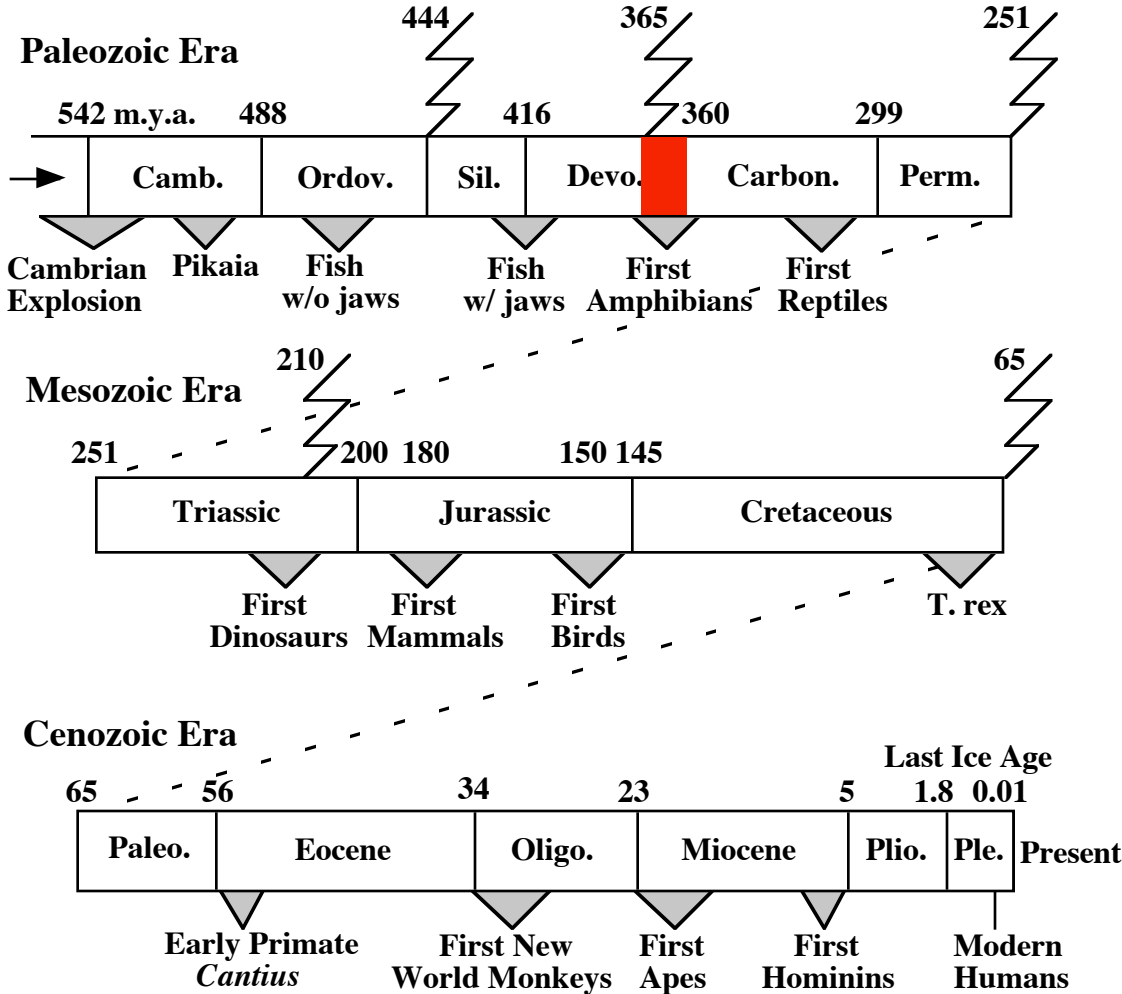 444 365 251
Paleozoic Era
542 m.y.a. 488 416 360 299
Camb. Ordov. Sil. Devo. Carbon. Perm.
Cambrian
Explosion
Pikaia
Fish
w/o jaws
Fish
w/ jaws
First
Amphibians
First
Reptiles
210 65
Mesozoic Era
251 200 180 150 145
Triassic Jurassic Cretaceous
First
Dinosaurs
First
Mammals
First
Birds
T. rex
Cenozoic Era
Last Ice Age
65 56 34 23 5 1.8 0.01
Paleo. Eocene Oligo. Miocene Plio. Ple. Present
Early Primate
Cantius
First New
World Monkeys
First
Apes
First
Hominins
Modern
Humans